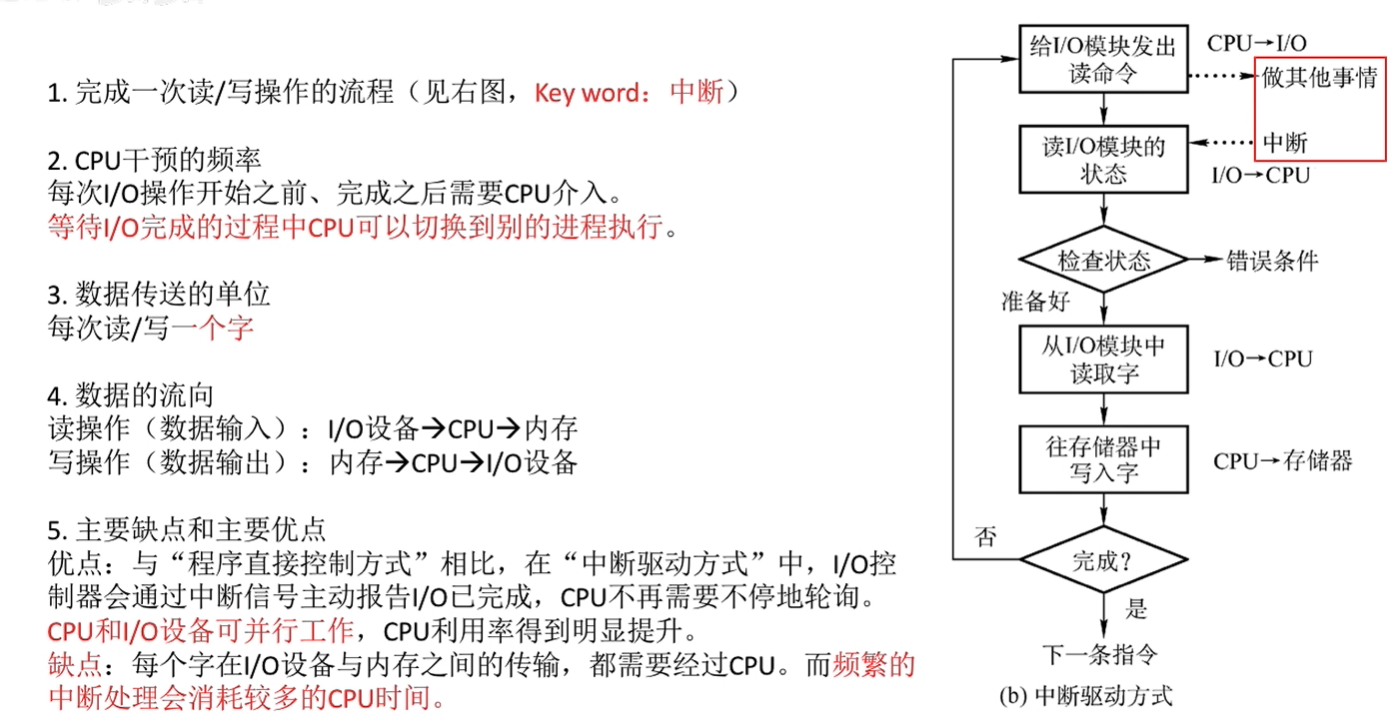 1. 完成一次读/写操作的流程（见右图，Key word：中断）
2. CPU干预的频率
每次I/O操作开始之前、完成之后需要CPU介入。
等待I/O完成的过程中CPU可以切换到别的进程执行。
3. 数据传送的单位
每次读/写一个字
4. 数据的流向
读操作（数据输入）：I/O设备→CPU→内存
写操作（数据输出）：内存→CPU→I/O设备
5. 主要缺点和主要优点
优点：与“程序直接控制方式”相比，在“中断驱动方式”中，I/O控
制器会通过中断信号主动报告I/O已完成，CPU不再需要不停地轮询。
CPU和I/O设备可并行工作，CPU利用率得到明显提升。
缺点：每个字在I/O设备与内存之间的传输，都需要经过CPU。而频繁的
中断处理会消耗较多的CPU时间。
给I/O模块发出
读命令
CPU→I/O
做其他事情
读I/O模块的
状态
中断
I/O→CPU
检查状态
错误条件
准备好
从I/O模块中
读取字
I/O→CPU
往存储器中
写入字
CPU→存储器
否
完成？
是
下一条指令
(b) 中断驱动方式